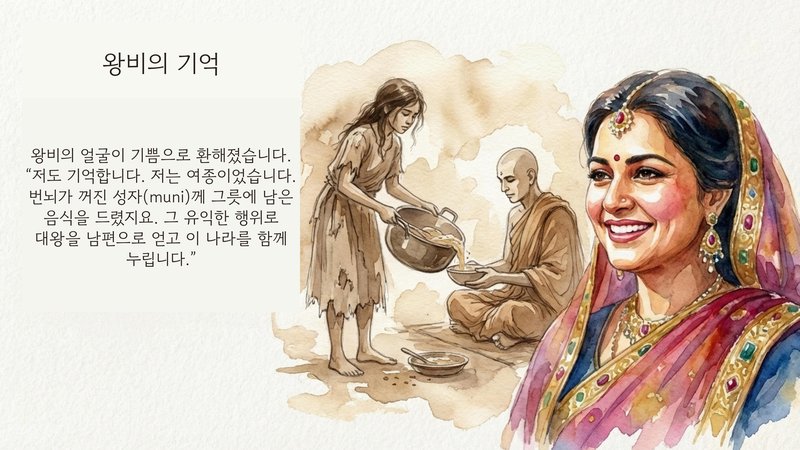 왕비의 기억
왕비의 얼굴이 기쁨으로 환해졌습니다.
“저도 기억합니다. 저는 여종이었습니다.
번뇌가 꺼진 성자(muni)께 그릇에 남은
음식을 드렸지요. 그 유익한 행위로
대왕을 남편으로 얻고 이 나라를 함께
누립니다.”